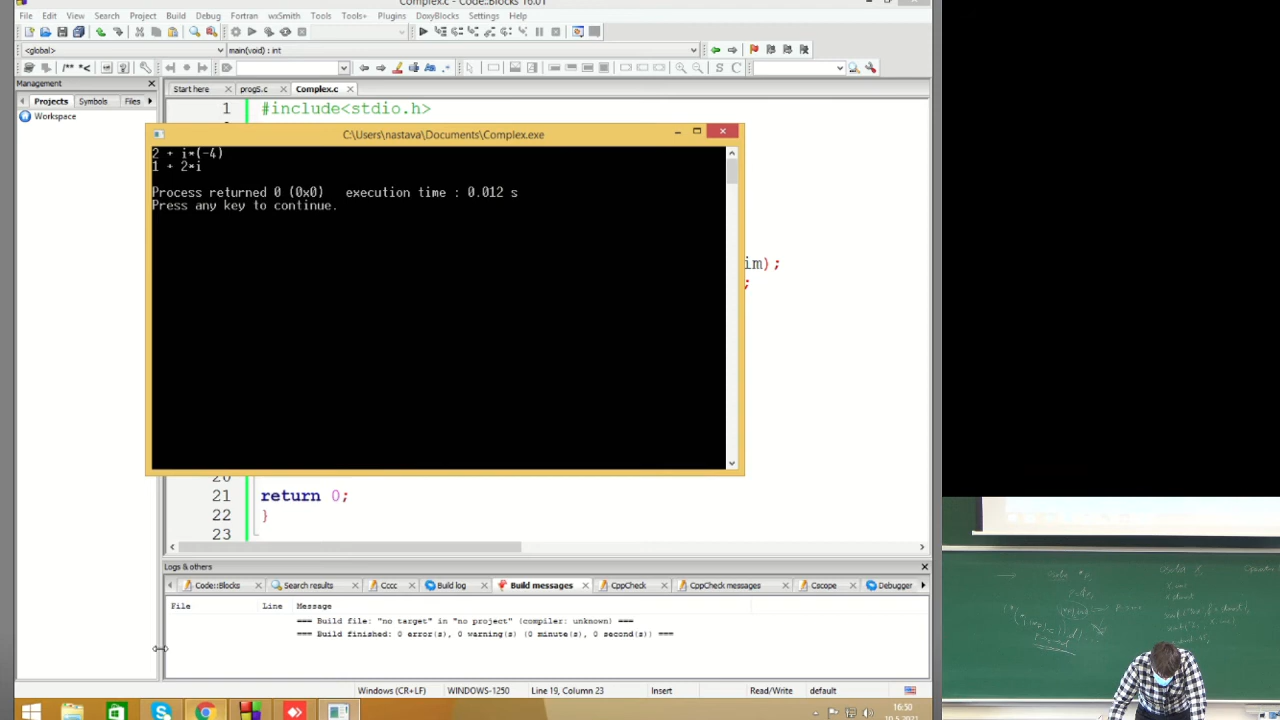 Complex.c - Code::Blocks 16.01
File Edit View Search Project Build Debug Fortran wxSmith Tools Tools+ Plugins DoxyBlocks Settings Help
<global> main(void) : int
/** *< S C
Management
Start here prog5.c Complex.c
Projects Symbols Files
Workspace
1 #include<stdio.h>
C:\Users\nastava\Documents\Complex.exe
2 + i*(-4)
1 + 2*i
Process returned 0 (0x0) execution time : 0.012 s
Press any key to continue.
im);
;
20
21 return 0;
22 }
23
Logs & others
Code::Blocks Search results Cccc Build log Build messages CppCheck CppCheck messages Cscope Debugger
File Line Message
=== Build file: "no target" in "no project" (compiler: unknown) ===
=== Build finished: 0 error(s), 0 warning(s) (0 minute(s), 0 second(s)) ===
Windows (CR+LF) WINDOWS-1250 Line 19, Column 23 Insert Read/Write default
16:50
10.5.2021